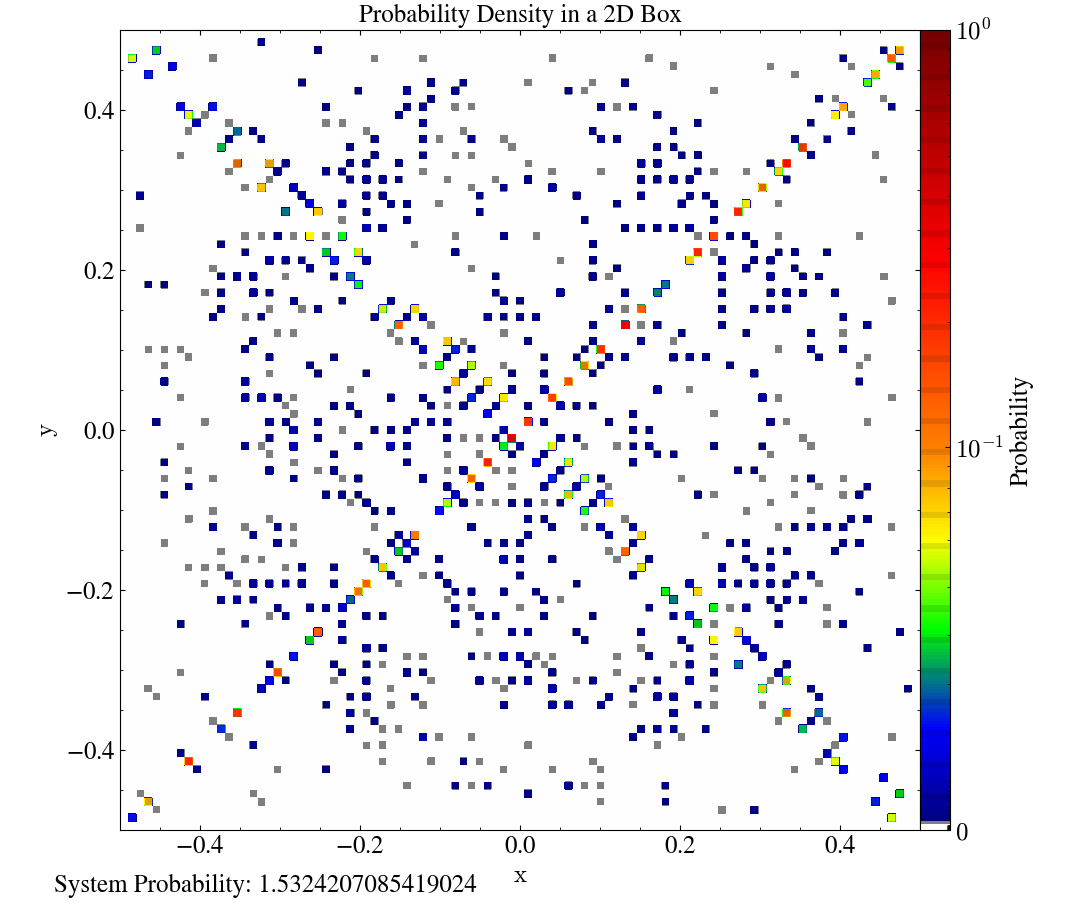 Probability Density in a 2D Box
10⁰
0.4
0.2
0.0
−0.2
−0.4
y
10⁻¹
Probability
0
−0.4 −0.2 0.0 0.2 0.4
x
System Probability: 1.5324207085419024